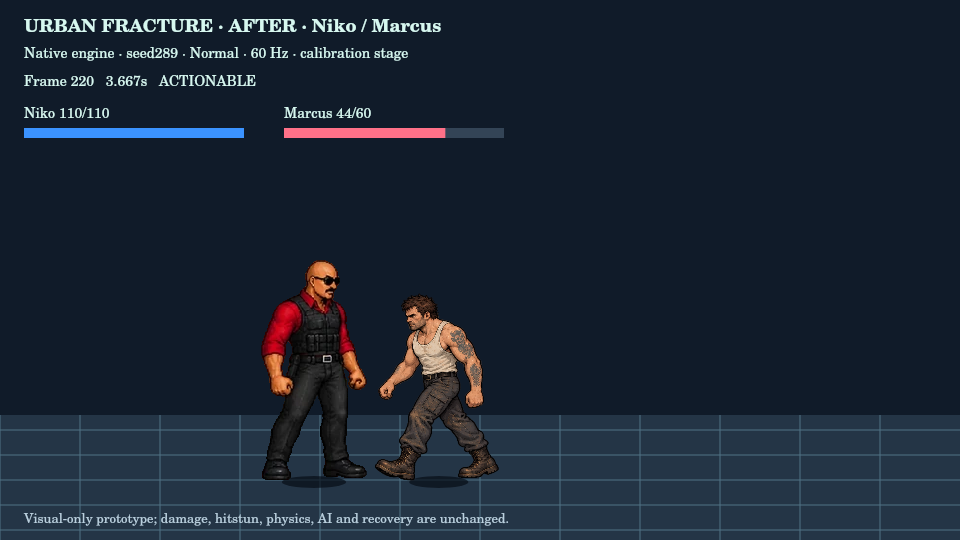 URBAN FRACTURE · AFTER · Niko / Marcus
Native engine · seed289 · Normal · 60 Hz · calibration stage
Frame 220 3.667s ACTIONABLE
Niko 110/110 Marcus 44/60
Visual-only prototype; damage, hitstun, physics, AI and recovery are unchanged.